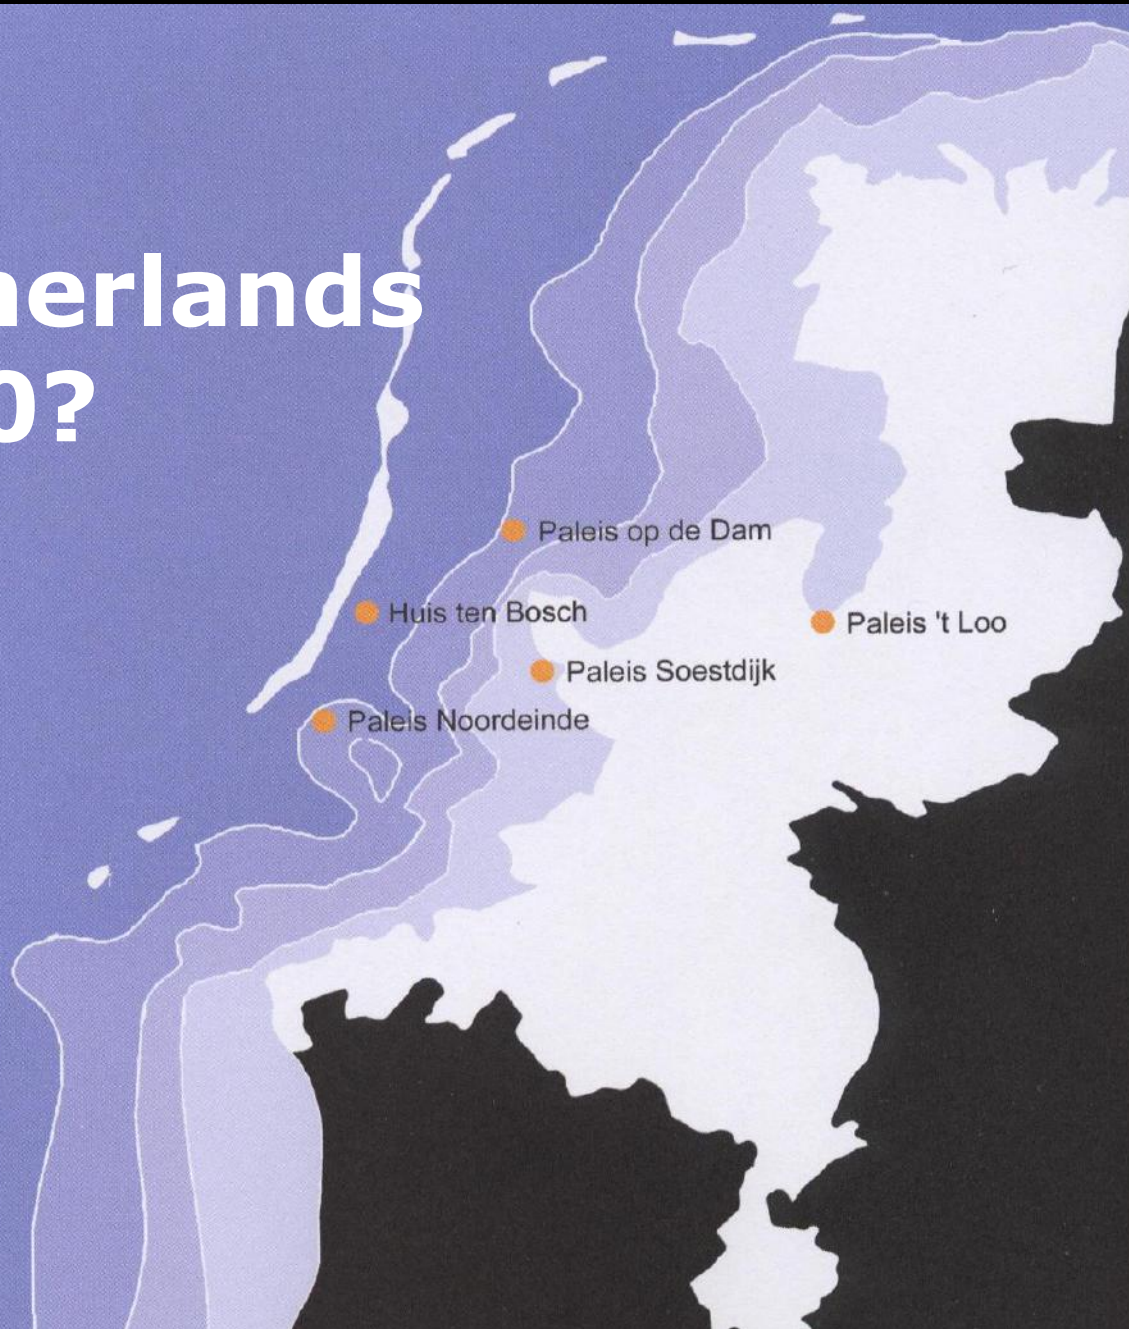 herlands
0?
Paleis op de Dam
Huis ten Bosch
Paleis 't Loo
Paleis Soestdijk
Paleis Noordeinde